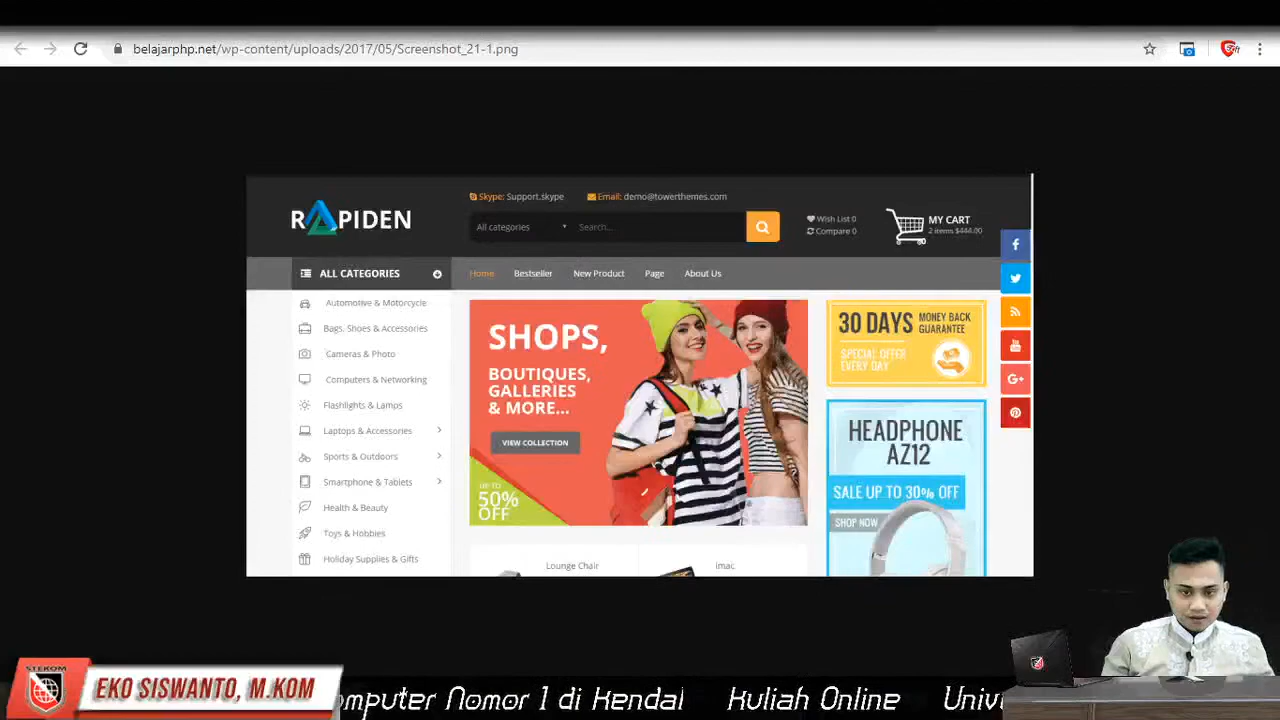 belajarphp.net/wp-content/uploads/2017/05/Screenshot_21-1.png
RAPIDEN
Skype: Support.skype
Email: demo@towerthemes.com
All categories
Search...
Wish List 0
Compare 0
MY CART
2 items $444.00
ALL CATEGORIES
Home
Bestseller
New Product
Page
About Us
Automotive & Motorcycle
Bags, Shoes & Accessories
Cameras & Photo
Computers & Networking
Flashlights & Lamps
Laptops & Accessories
Sports & Outdoors
Smartphone & Tablets
Health & Beauty
Toys & Hobbies
Holiday Supplies & Gifts
SHOPS,
BOUTIQUES,
GALLERIES
& MORE...
VIEW COLLECTION
UP TO
50%
OFF
30 DAYS
MONEY BACK
GUARANTEE
SPECIAL OFFER
EVERY DAY
HEADPHONE
AZ12
SALE UP TO 30% OFF
SHOP NOW
Lounge Chair
imac
STEKOM
EKO SISWANTO, M.KOM
omputer Nomor 1 di Kendal Kuliah Online Univ